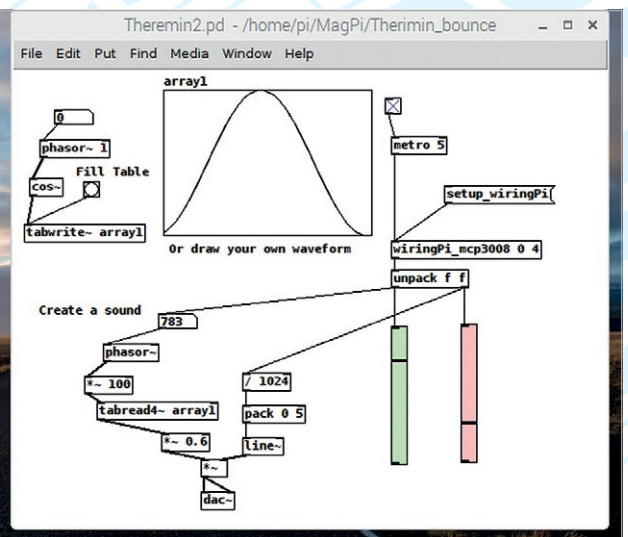 Theremin2.pd - /home/pi/MagPi/Therimin_bounce
File Edit Put Find Media Window Help
array1
0
phasor~ 1
Fill Table
cos~
tabwrite~ array1
Or draw your own waveform
metro 5
setup_wiringPi
wiringPi_mcp3008 0 4
unpack f f
Create a sound
783
phasor~
*~ 100
tabread4~ array1
*~ 0.6
/ 1024
pack 0 5
line~
*~
dac~